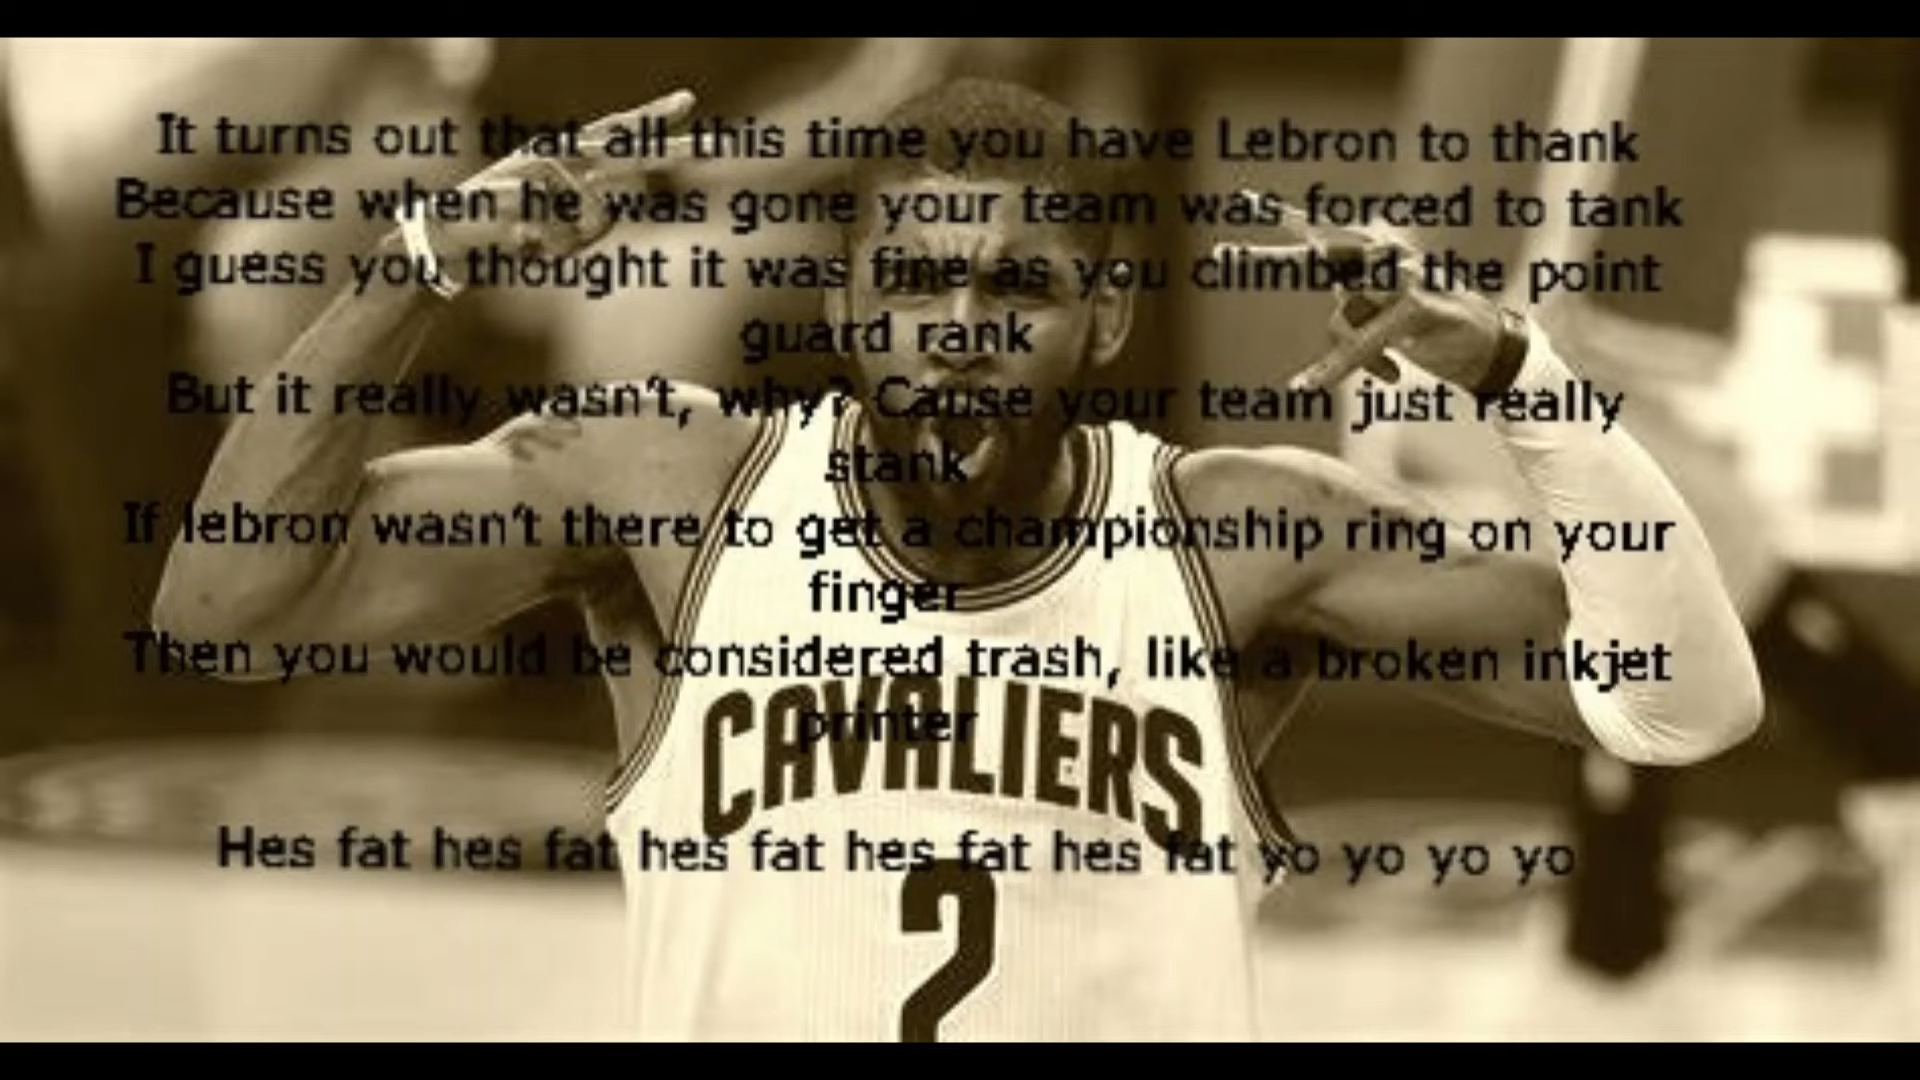 It turns out that all this time you have Lebron to thank
Because when he was gone your team was forced to tank
I guess you thought it was fine as you climbed the point
guard rank
But it really wasn't, why? Cause your team just really
stank
If lebron wasn't there to get a championship ring on your
finger
Then you would be considered trash, like a broken inkjet
printer
CAVALIERS
Hes fat hes fat hes fat hes fat hes fat yo yo yo yo
2